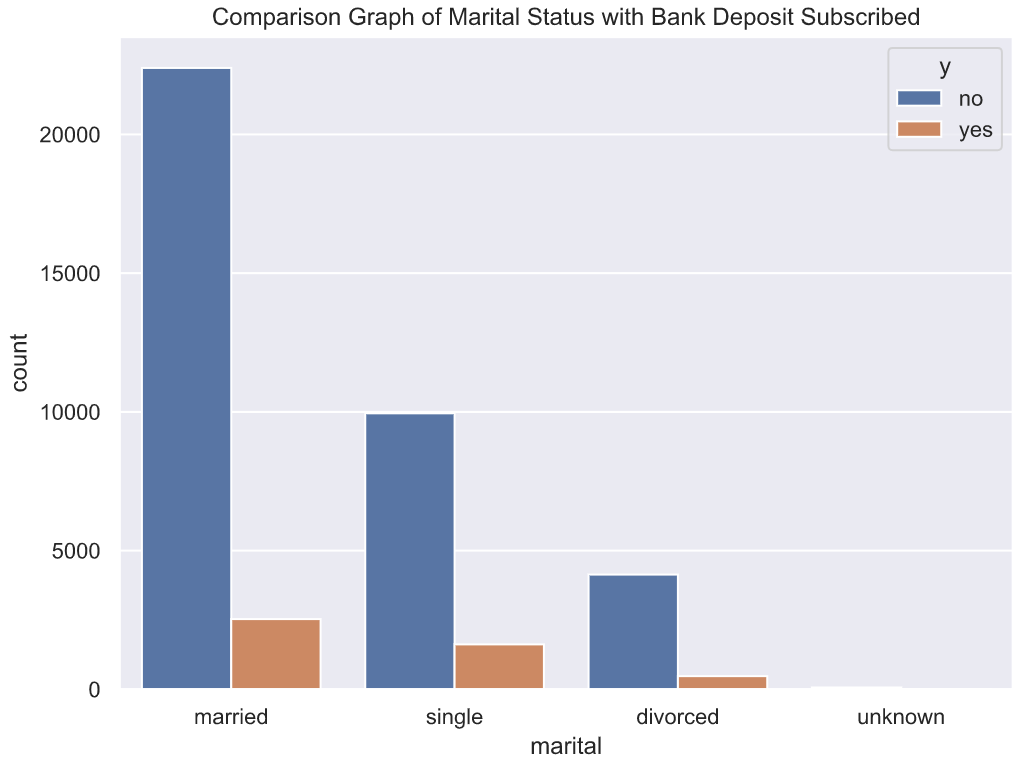 Comparison Graph of Marital Status with Bank Deposit Subscribed
y
no
yes
20000
15000
10000
5000
0
count
married single divorced unknown
marital